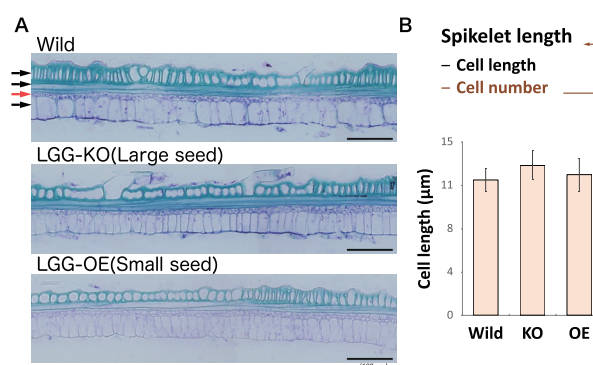 A
Wild
LGG-KO(Large seed)
LGG-OE(Small seed)
B
Spikelet length
– Cell length
– Cell number
Cell length (μm)
15
11
8
4
0
Wild KO OE